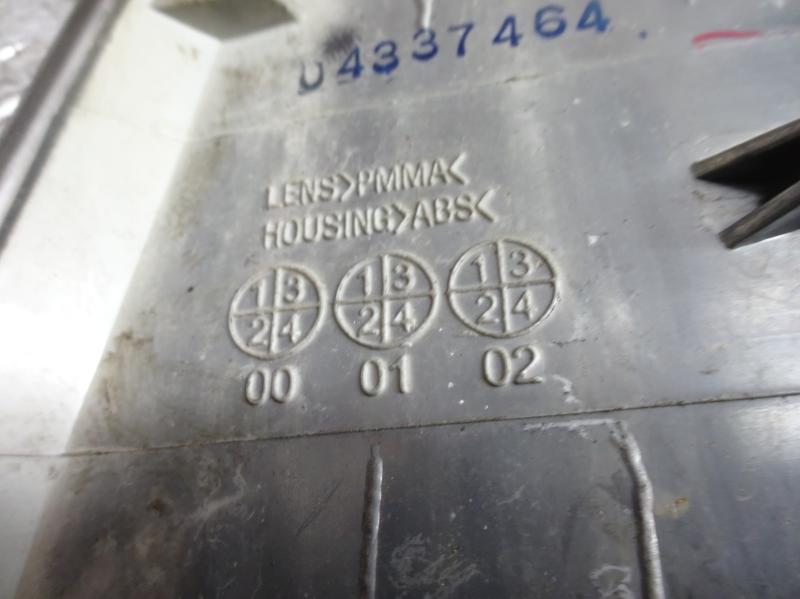 04337464
LENS>PMMA<
HOUSING>ABS<
1 3 1 3 1 3
2 4 2 4 2 4
00 01 02